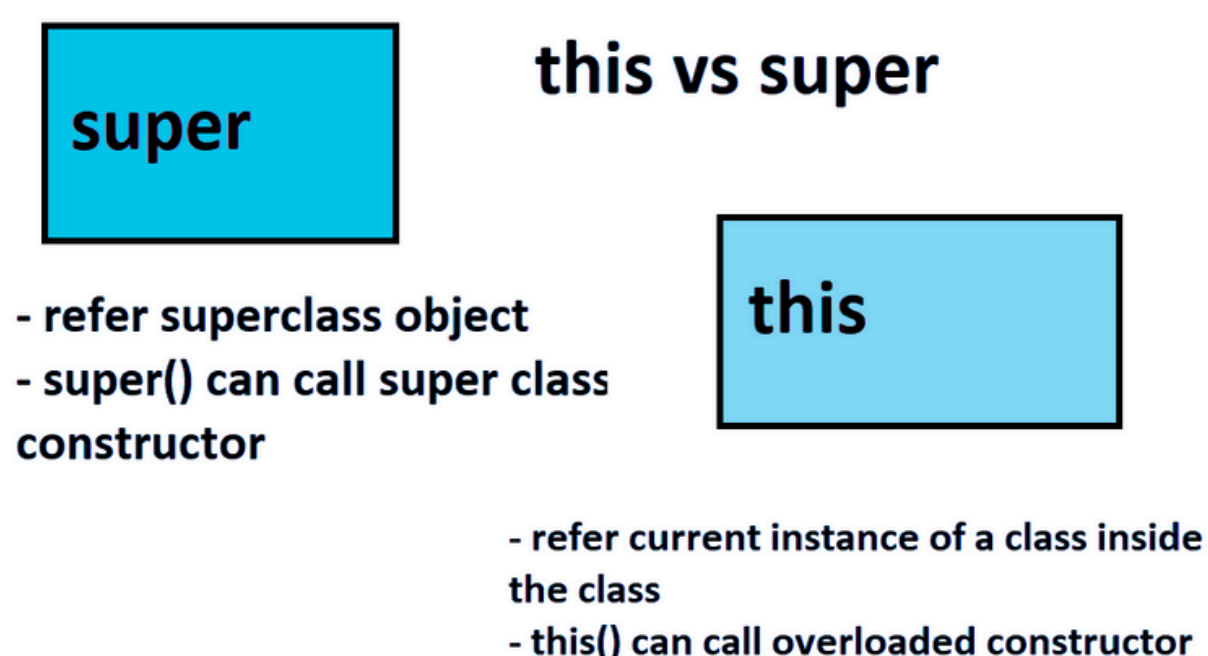 super
this vs super
- refer superclass object
- super() can call super class
constructor
this
- refer current instance of a class inside
the class
- this() can call overloaded constructor